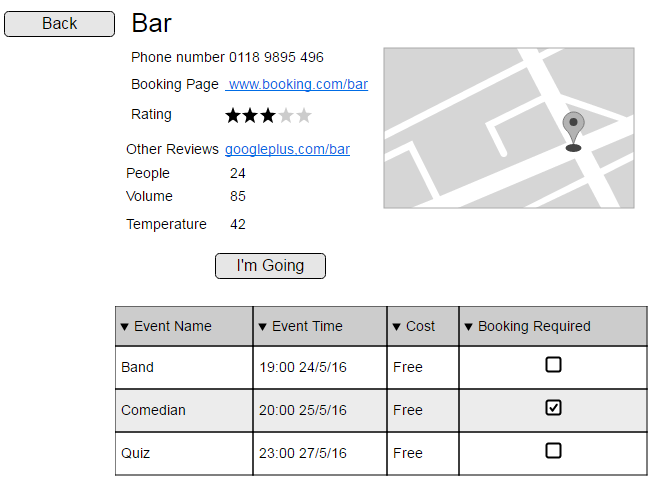 Back
Bar
Phone number 0118 9895 496
Booking Page www.booking.com/bar
Rating
Other Reviews googleplus,com/bar
People 24
Volume 85
Temperature 42
I'm Going
Event Name Event Time Cost Booking Required
Band 19:00 24/5/16 Free
Comedian 20:00 25/5/16 Free
Quiz 23:00 27/5/16 Free